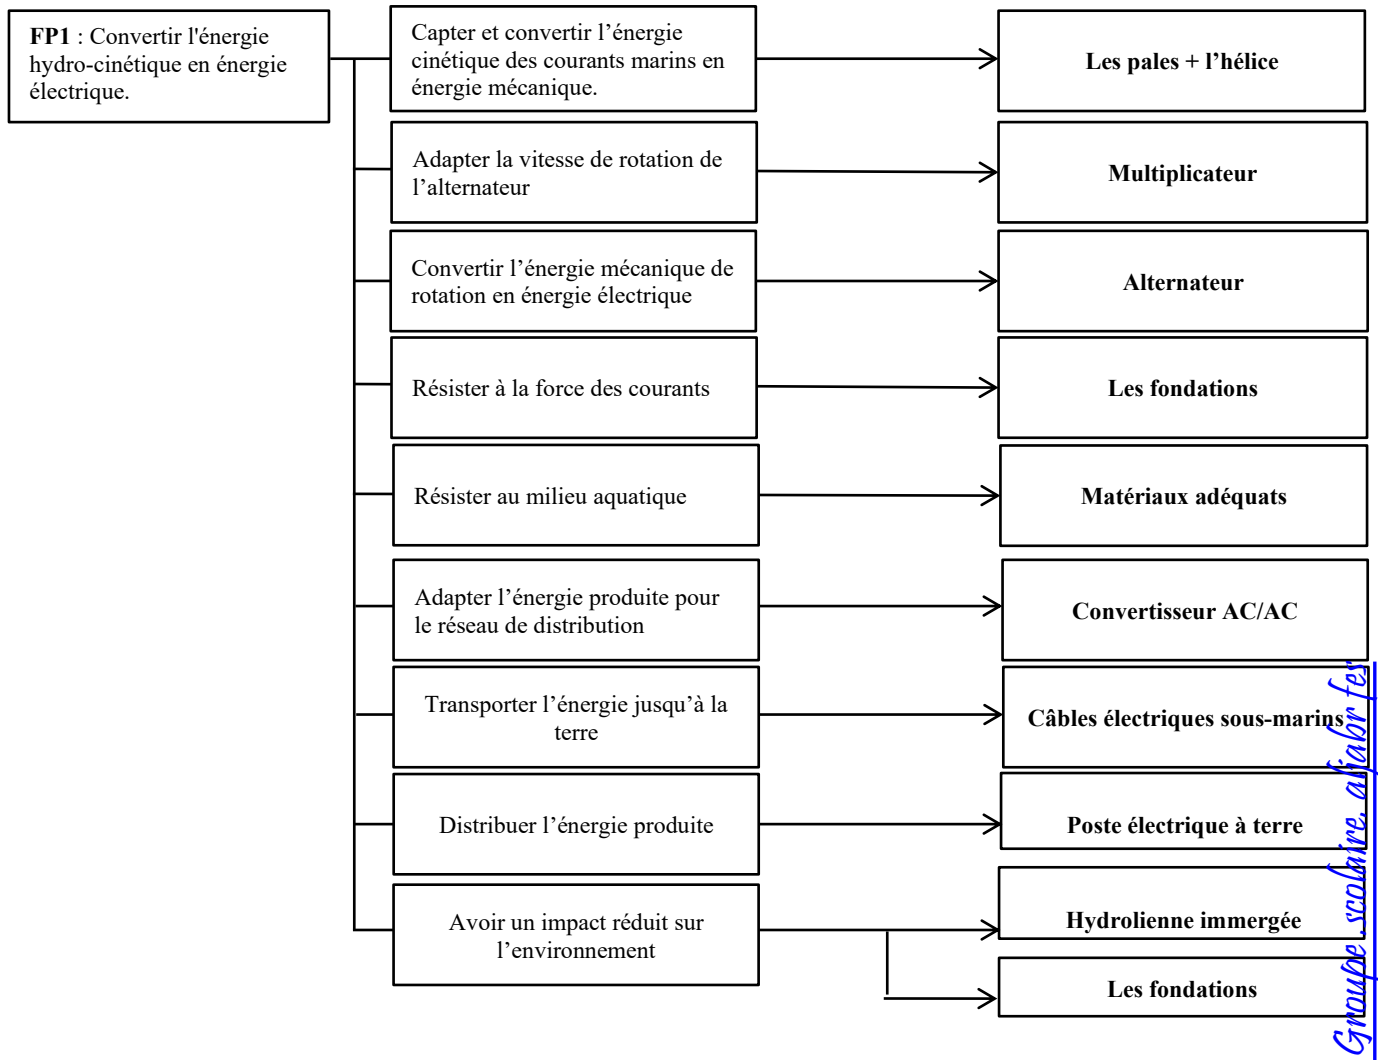 FP1 : Convertir l'énergie
hydro-cinétique en énergie
électrique.
Capter et convertir l’énergie
cinétique des courants marins en
énergie mécanique.
Les pales + l’hélice
Adapter la vitesse de rotation de
l’alternateur
Multiplicateur
Convertir l’énergie mécanique de
rotation en énergie électrique
Alternateur
Résister à la force des courants
Les fondations
Résister au milieu aquatique
Matériaux adéquats
Adapter l’énergie produite pour
le réseau de distribution
Convertisseur AC/AC
Transporter l’énergie jusqu’à la
terre
Câbles électriques sous-marins
Distribuer l’énergie produite
Poste électrique à terre
Avoir un impact réduit sur
l’environnement
Hydrolienne immergée
Les fondations
Groupe .scolaire. aljabr fes